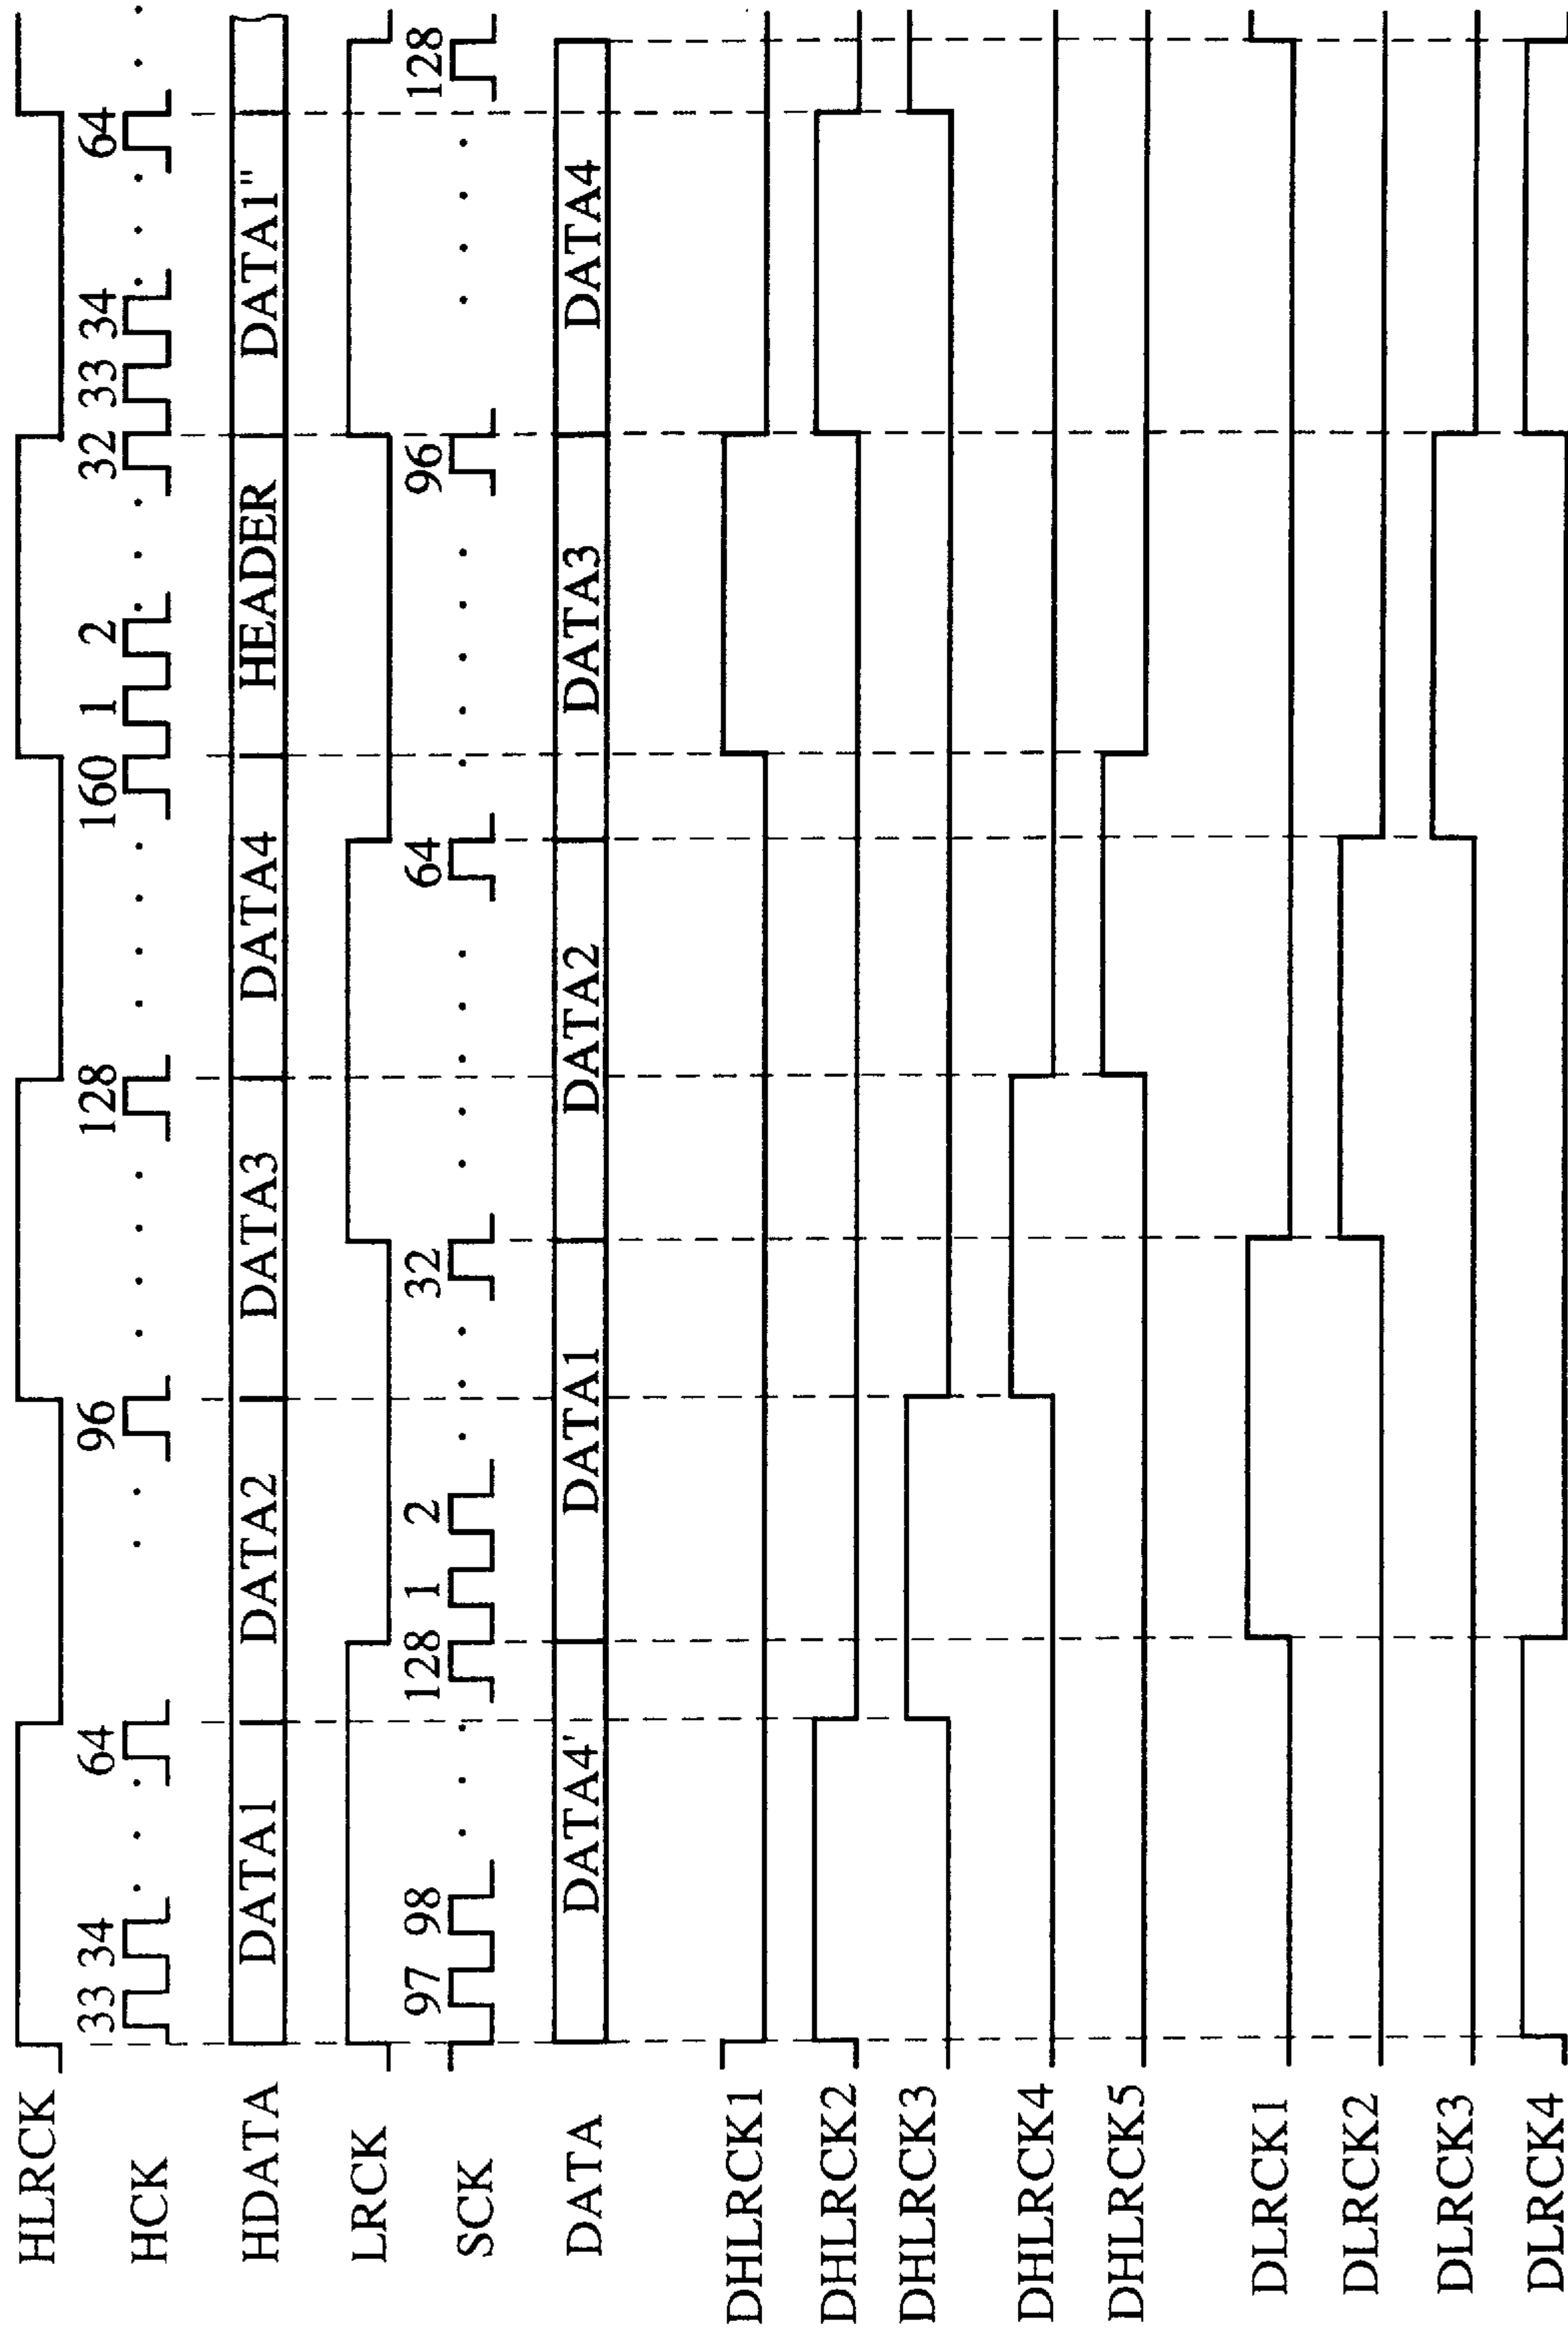 HLRCK
HCK 33 34 64 96 128 160 1 2 32 33 34 64
HDATA DATA1 DATA2 DATA3 DATA4 HEADER DATA1"
LRCK
SCK 97 98 128 1 2 32 64 96 128
DATA DATA4' DATA1 DATA2 DATA3 DATA4
DHLRCK1
DHLRCK2
DHLRCK3
DHLRCK4
DHLRCK5
DLRCK1
DLRCK2
DLRCK3
DLRCK4